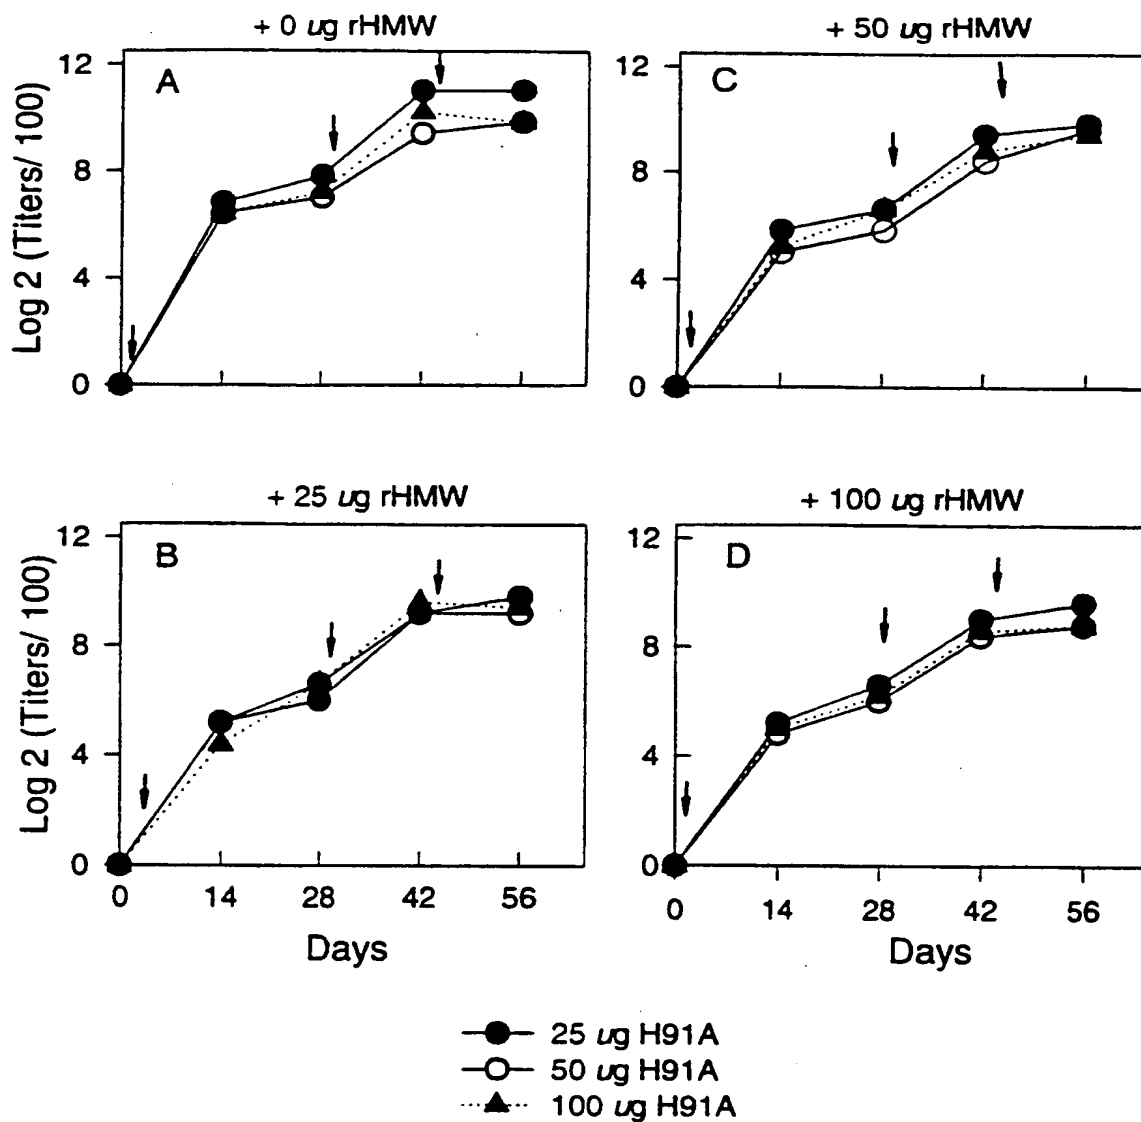 + 0 ug rHMW
A
12
8
4
0
Log 2 (Titers/ 100)
+ 50 ug rHMW
C
12
8
4
0
+ 25 ug rHMW
B
12
8
4
0
Log 2 (Titers/ 100)
0 14 28 42 56
Days
+ 100 ug rHMW
D
12
8
4
0
0 14 28 42 56
Days
25 ug H91A
50 ug H91A
100 ug H91A